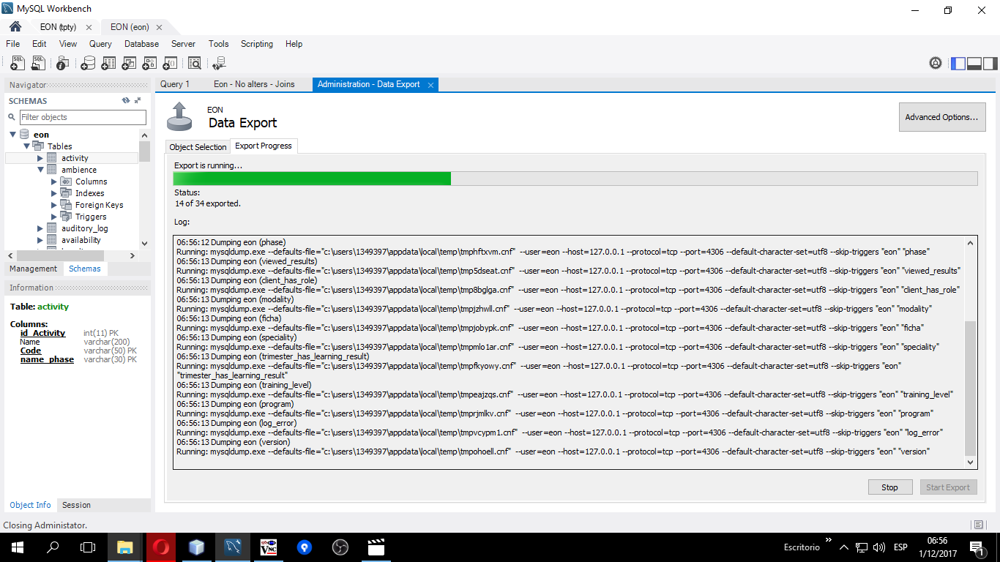 MySQL Workbench
EON (tpty)
EON (eon)
File Edit View Query Database Server Tools Scripting Help
Navigator
SCHEMAS
Filter objects
eon
Tables
activity
ambience
Columns
Indexes
Foreign Keys
Triggers
auditory_log
availability
Management Schemas
Information
Table: activity
Columns:
id_Activity int(11) PK
Name varchar(200)
Code varchar(50) PK
name_phase varchar(30) PK
Object Info Session
Query 1
Eon - No alters - Joins
Administration - Data Export
EON
Data Export
Advanced Options...
Object Selection Export Progress
Export is running...
Status:
14 of 34 exported.
Log:
06:56:12 Dumping eon (phase)
Running: mysqldump.exe --defaults-file="c:\users\1349397\appdata\local\temp\tmphftxvm.cnf" --user=eon --host=127.0.0.1 --protocol=tcp --port=4306 --default-character-set=utf8 --skip-triggers "eon" "phase"
06:56:13 Dumping eon (viewed_results)
Running: mysqldump.exe --defaults-file="c:\users\1349397\appdata\local\temp\tmp5dseat.cnf" --user=eon --host=127.0.0.1 --protocol=tcp --port=4306 --default-character-set=utf8 --skip-triggers "eon" "viewed_results"
06:56:13 Dumping eon (client_has_role)
Running: mysqldump.exe --defaults-file="c:\users\1349397\appdata\local\temp\tmp8bglga.cnf" --user=eon --host=127.0.0.1 --protocol=tcp --port=4306 --default-character-set=utf8 --skip-triggers "eon" "client_has_role"
06:56:13 Dumping eon (modality)
Running: mysqldump.exe --defaults-file="c:\users\1349397\appdata\local\temp\tmpjzhwll.cnf" --user=eon --host=127.0.0.1 --protocol=tcp --port=4306 --default-character-set=utf8 --skip-triggers "eon" "modality"
06:56:13 Dumping eon (ficha)
Running: mysqldump.exe --defaults-file="c:\users\1349397\appdata\local\temp\tmpjobypk.cnf" --user=eon --host=127.0.0.1 --protocol=tcp --port=4306 --default-character-set=utf8 --skip-triggers "eon" "ficha"
06:56:13 Dumping eon (speciality)
Running: mysqldump.exe --defaults-file="c:\users\1349397\appdata\local\temp\tmpmlo1ar.cnf" --user=eon --host=127.0.0.1 --protocol=tcp --port=4306 --default-character-set=utf8 --skip-triggers "eon" "speciality"
06:56:13 Dumping eon (trimester_has_learning_result)
Running: mysqldump.exe --defaults-file="c:\users\1349397\appdata\local\temp\tmpfkyowy.cnf" --user=eon --host=127.0.0.1 --protocol=tcp --port=4306 --default-character-set=utf8 --skip-triggers "eon"
"trimester_has_learning_result"
06:56:13 Dumping eon (training_level)
Running: mysqldump.exe --defaults-file="c:\users\1349397\appdata\local\temp\tmpeajzqs.cnf" --user=eon --host=127.0.0.1 --protocol=tcp --port=4306 --default-character-set=utf8 --skip-triggers "eon" "training_level"
06:56:13 Dumping eon (program)
Running: mysqldump.exe --defaults-file="c:\users\1349397\appdata\local\temp\tmprjmlkv.cnf" --user=eon --host=127.0.0.1 --protocol=tcp --port=4306 --default-character-set=utf8 --skip-triggers "eon" "program"
06:56:13 Dumping eon (log_error)
Running: mysqldump.exe --defaults-file="c:\users\1349397\appdata\local\temp\tmpvcypm1.cnf" --user=eon --host=127.0.0.1 --protocol=tcp --port=4306 --default-character-set=utf8 --skip-triggers "eon" "log_error"
06:56:13 Dumping eon (version)
Running: mysqldump.exe --defaults-file="c:\users\1349397\appdata\local\temp\tmpohoell.cnf" --user=eon --host=127.0.0.1 --protocol=tcp --port=4306 --default-character-set=utf8 --skip-triggers "eon" "version"
Stop Start Export
Closing Administator.
Escritorio
ESP
06:56
1/12/2017
1